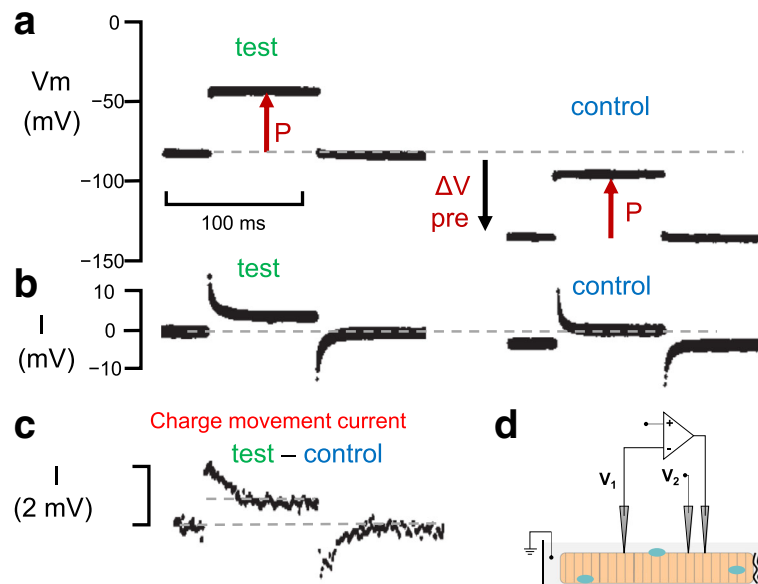 a
0
Vm
(mV)
−50
−100
−150
test
P
control
ΔV
pre
P
100 ms
b
10
I
0
(mV)
−10
test
control
c
Charge movement current
test – control
I
(2 mV)
d
+
-
V1
V2